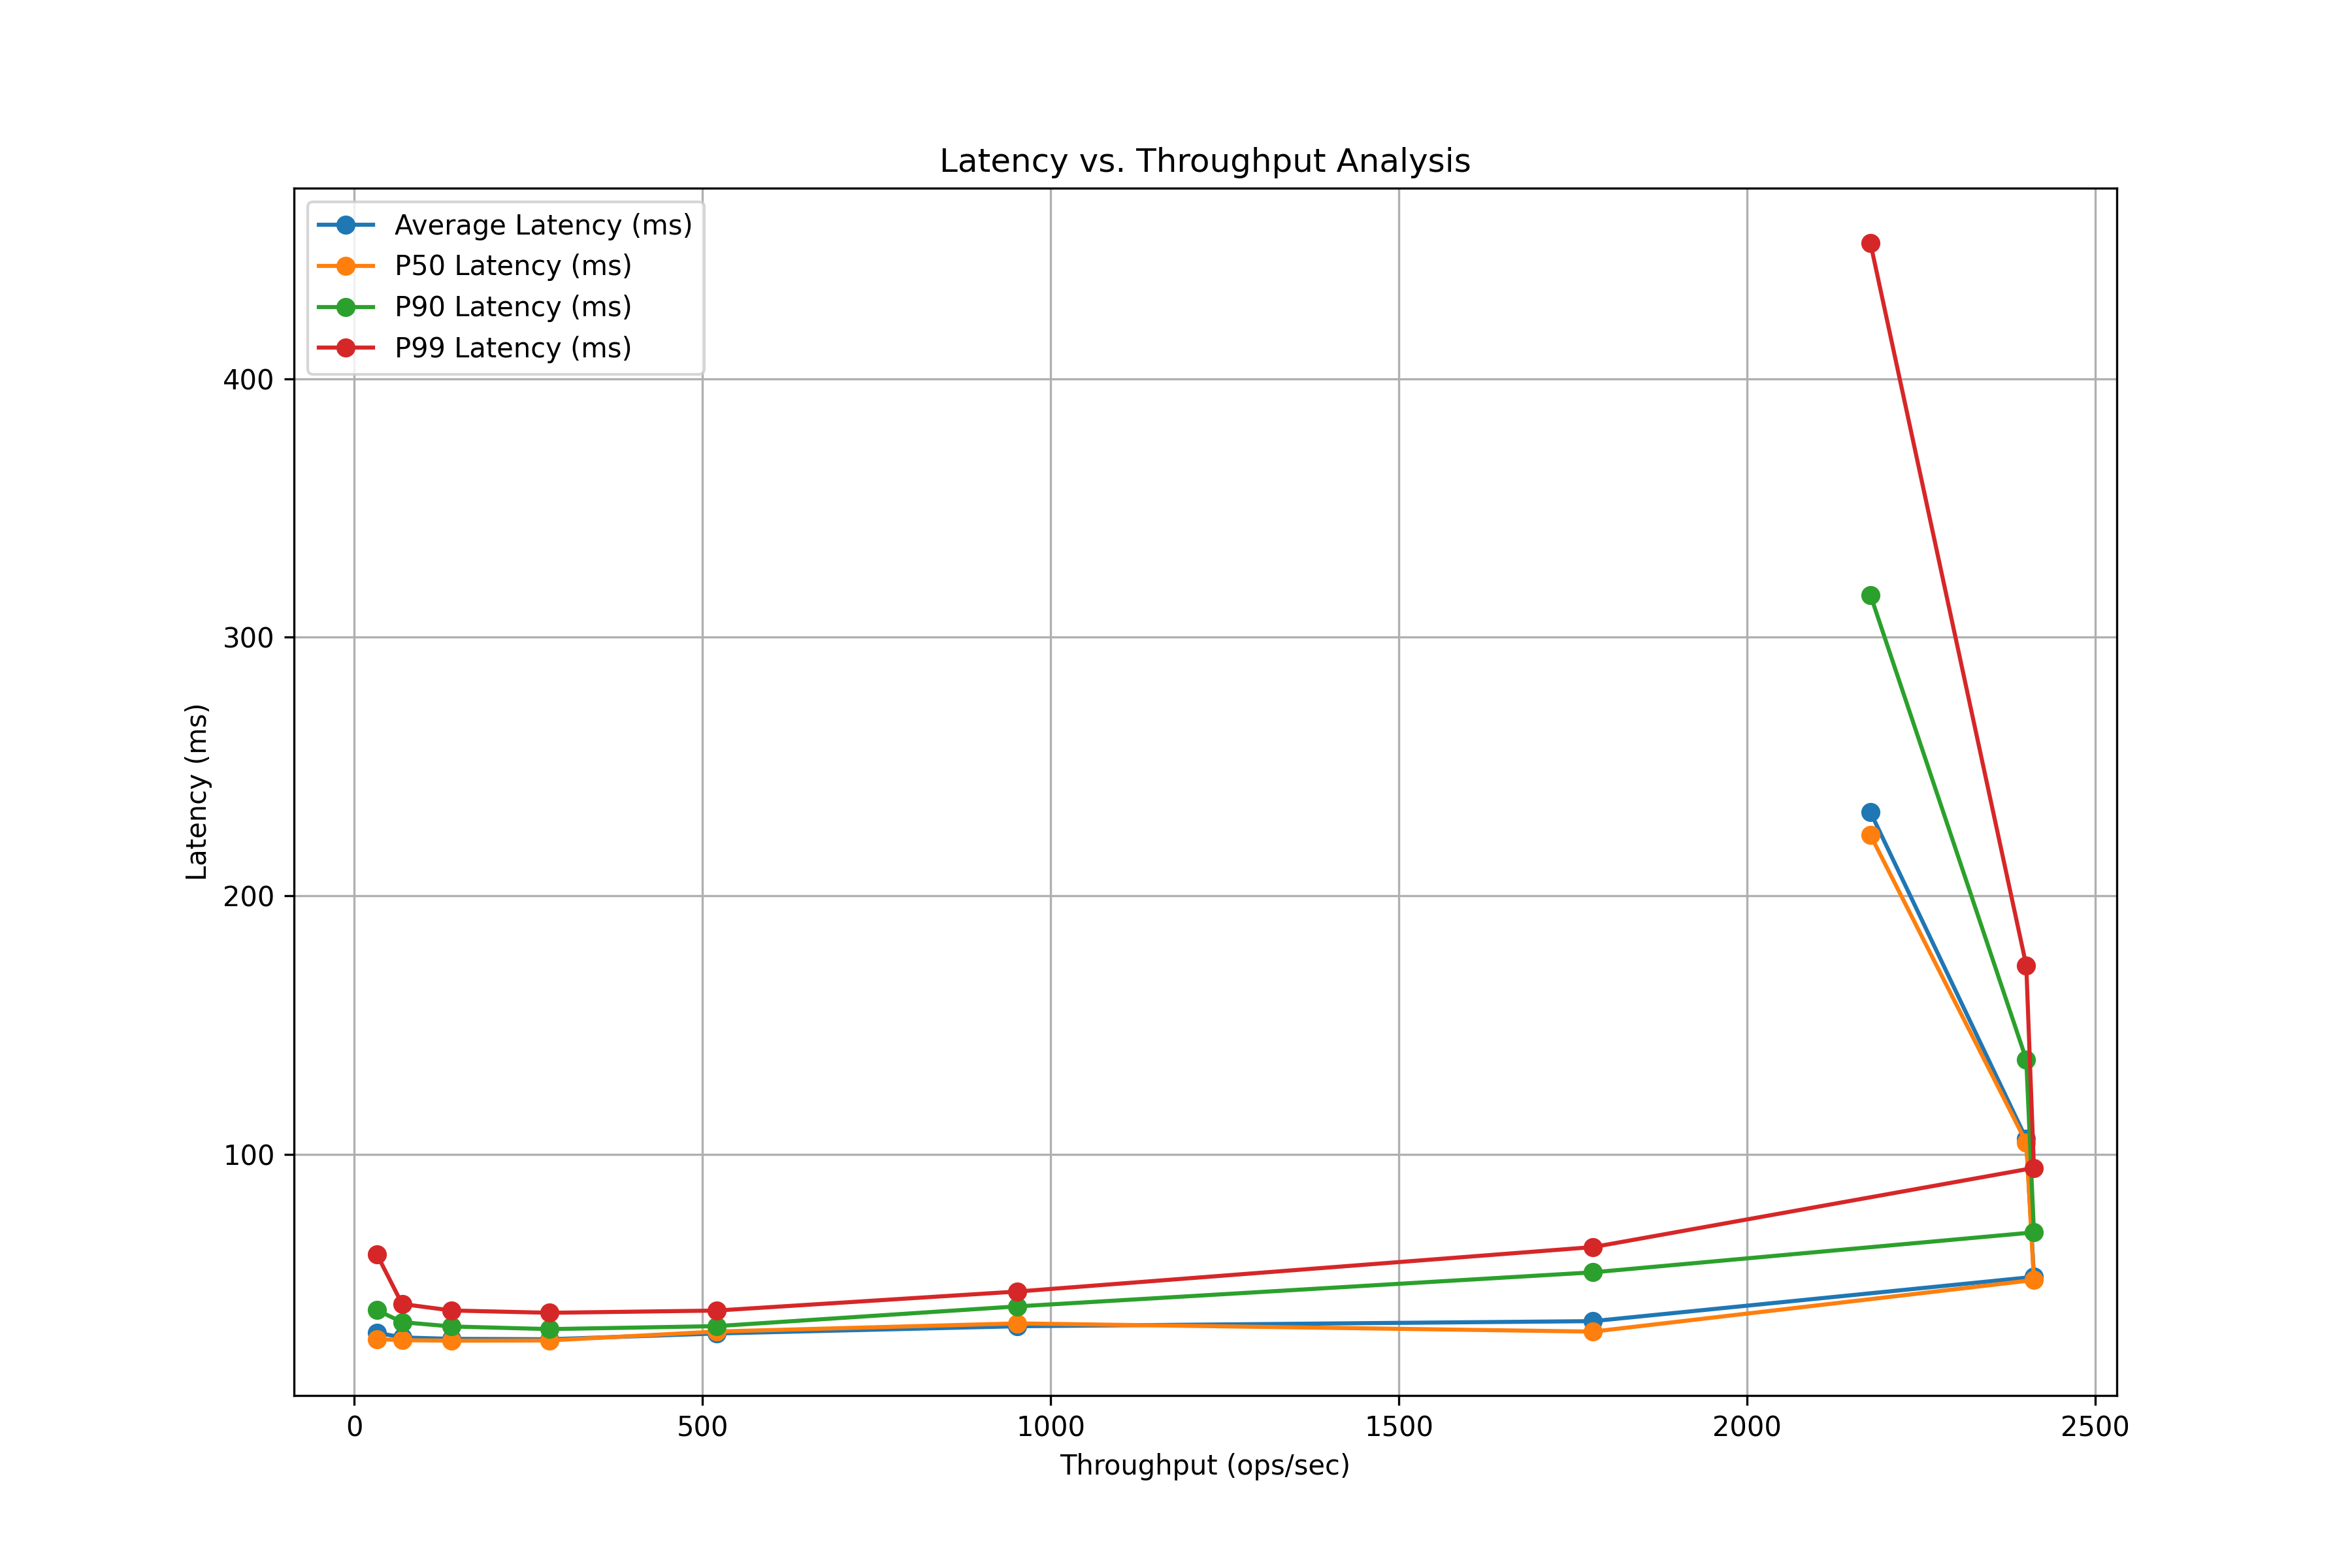 Latency vs. Throughput Analysis
Average Latency (ms)
P50 Latency (ms)
P90 Latency (ms)
P99 Latency (ms)
400
300
200
100
Latency (ms)
0 500 1000 1500 2000 2500
Throughput (ops/sec)